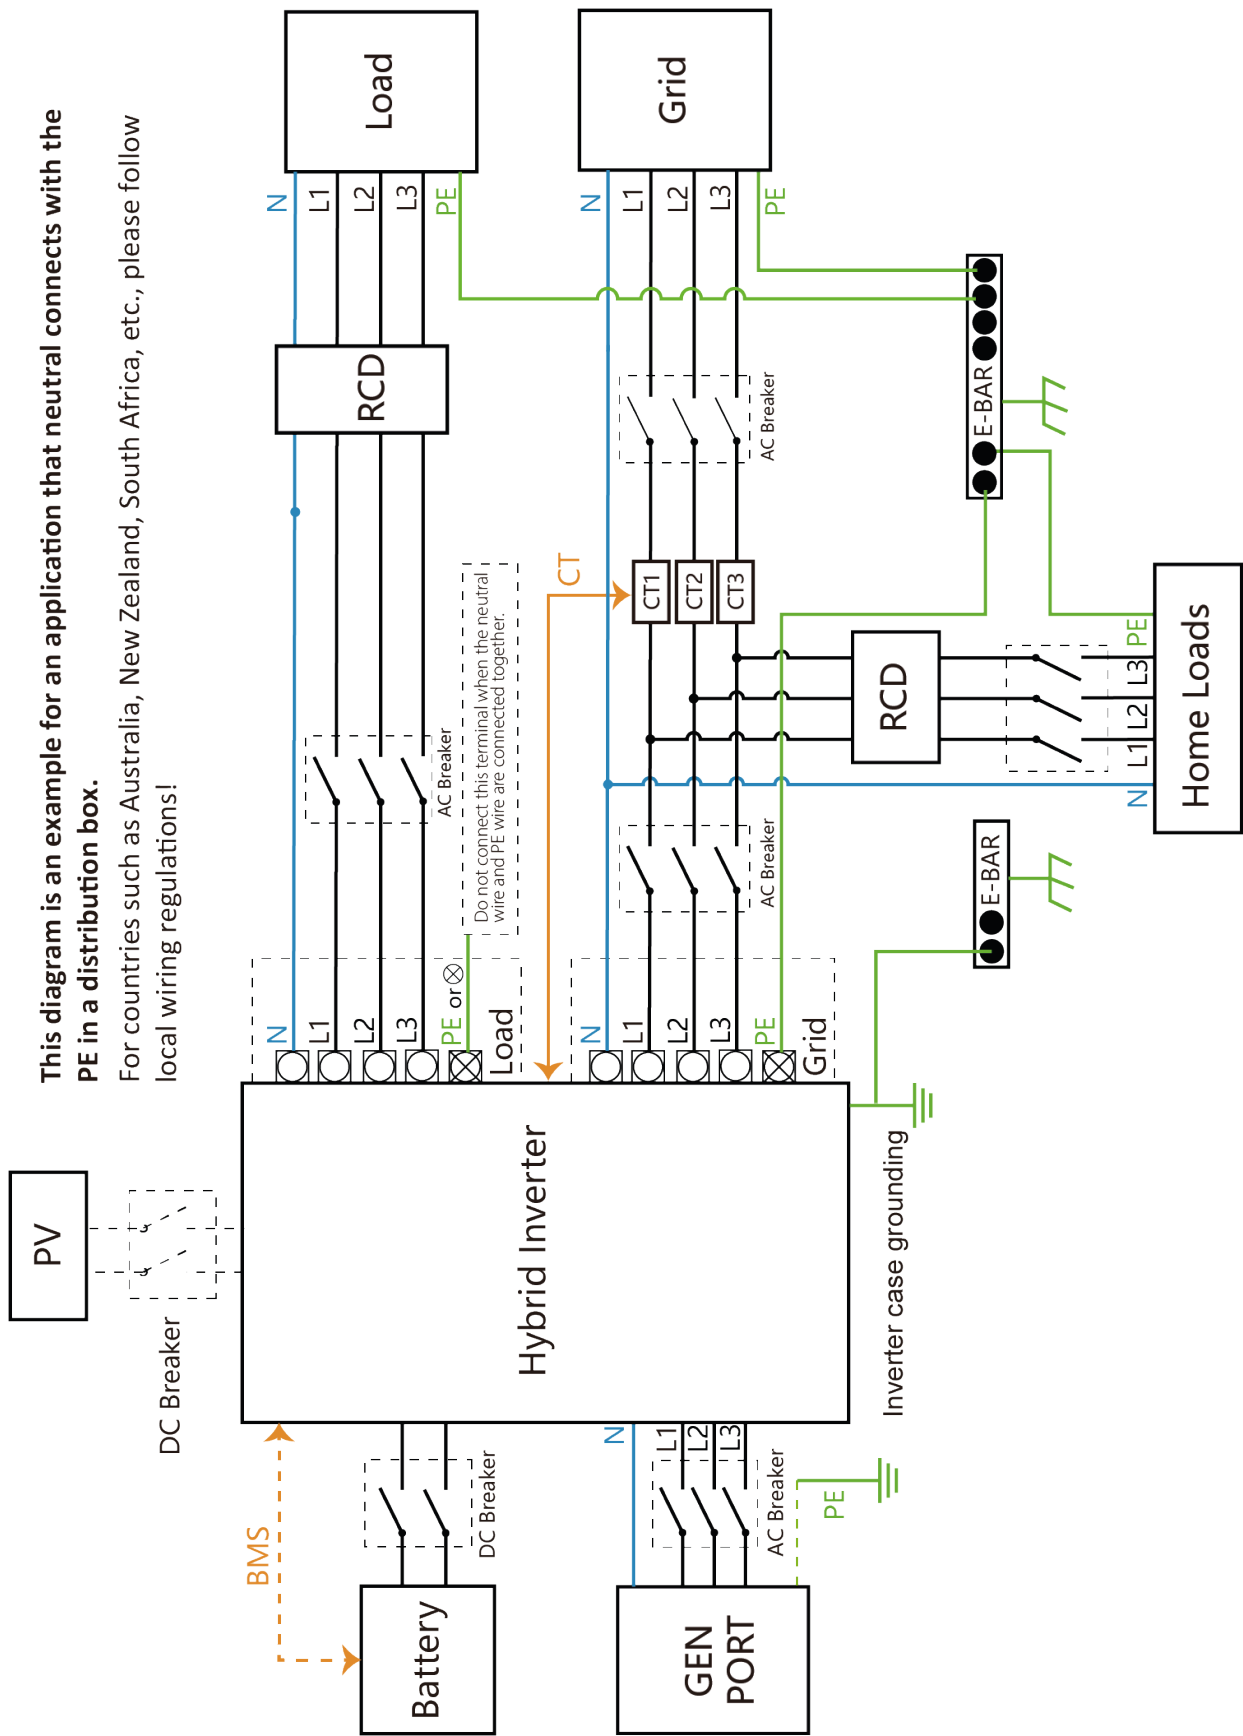 This diagram is an example for an application that neutral connects with the
PE in a distribution box.
For countries such as Australia, New Zealand, South Africa, etc., please follow
local wiring regulations!
PV
DC Breaker
BMS
Battery
DC Breaker
GEN
PORT
N
L1
L2
L3
AC Breaker
PE
Hybrid Inverter
Inverter case grounding
N
L1
L2
L3
PE or
Load
AC Breaker
Do not connect this terminal when the neutral
wire and PE wire are connected together.
RCD
N
L1
L2
L3
PE
Load
CT
N
L1
L2
L3
PE
Grid
AC Breaker
CT1
CT2
CT3
AC Breaker
N
L1
L2
L3
PE
Grid
RCD
E-BAR
E-BAR
N
L1
L2
L3
PE
Home Loads